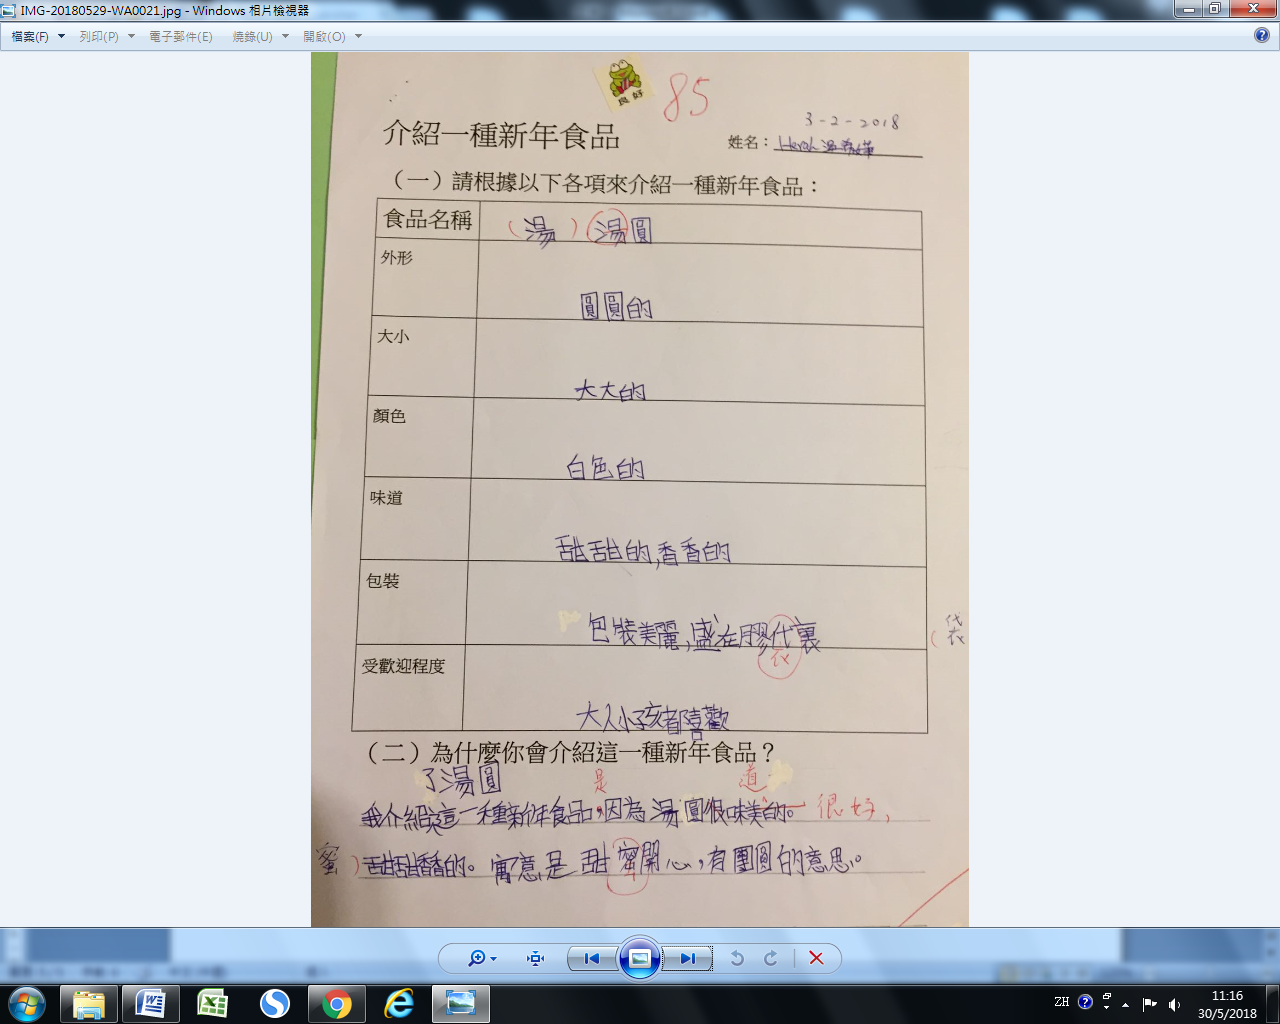 IMG-20180529-WA0021.jpg - Windows 相片檢視器
檔案(F) 列印(P) 電子郵件(E) 燒錄(U) 開啟(O)
良好
85
3-2-2018
介紹一種新年食品
姓名：
（一）請根據以下各項來介紹一種新年食品：
食品名稱
（湯）湯圓
外形
圓圓的
大小
大大的
顏色
白色的
味道
甜甜的,香香的
包裝
包裝美麗,盛在膠代裏
袋
（袋
受歡迎程度
大人小孩都喜歡
（二）為什麼你會介紹這一種新年食品？
了湯圓
是 道
我介紹這一種新年食品,因為湯圓很味美的。很好,
蜜）甜甜香香的。寓意是甜蜜開心,有團圓的意思。
ZH
11:16
30/5/2018